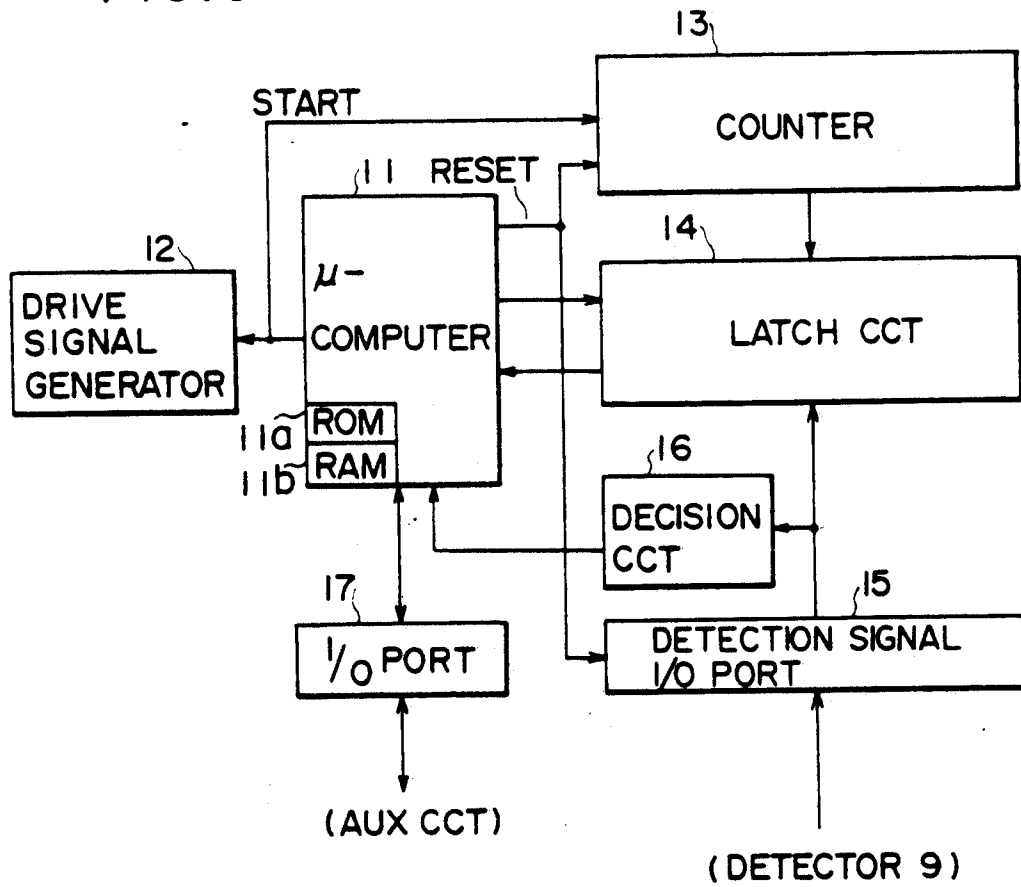 13
START
COUNTER
11 RESET
12
14
DRIVE
SIGNAL
GENERATOR
μ-
COMPUTER
LATCH CCT
11a
ROM
11b
RAM
16
DECISION
CCT
17
15
I/O PORT
DETECTION SIGNAL
I/O PORT
(AUX CCT)
(DETECTOR 9)